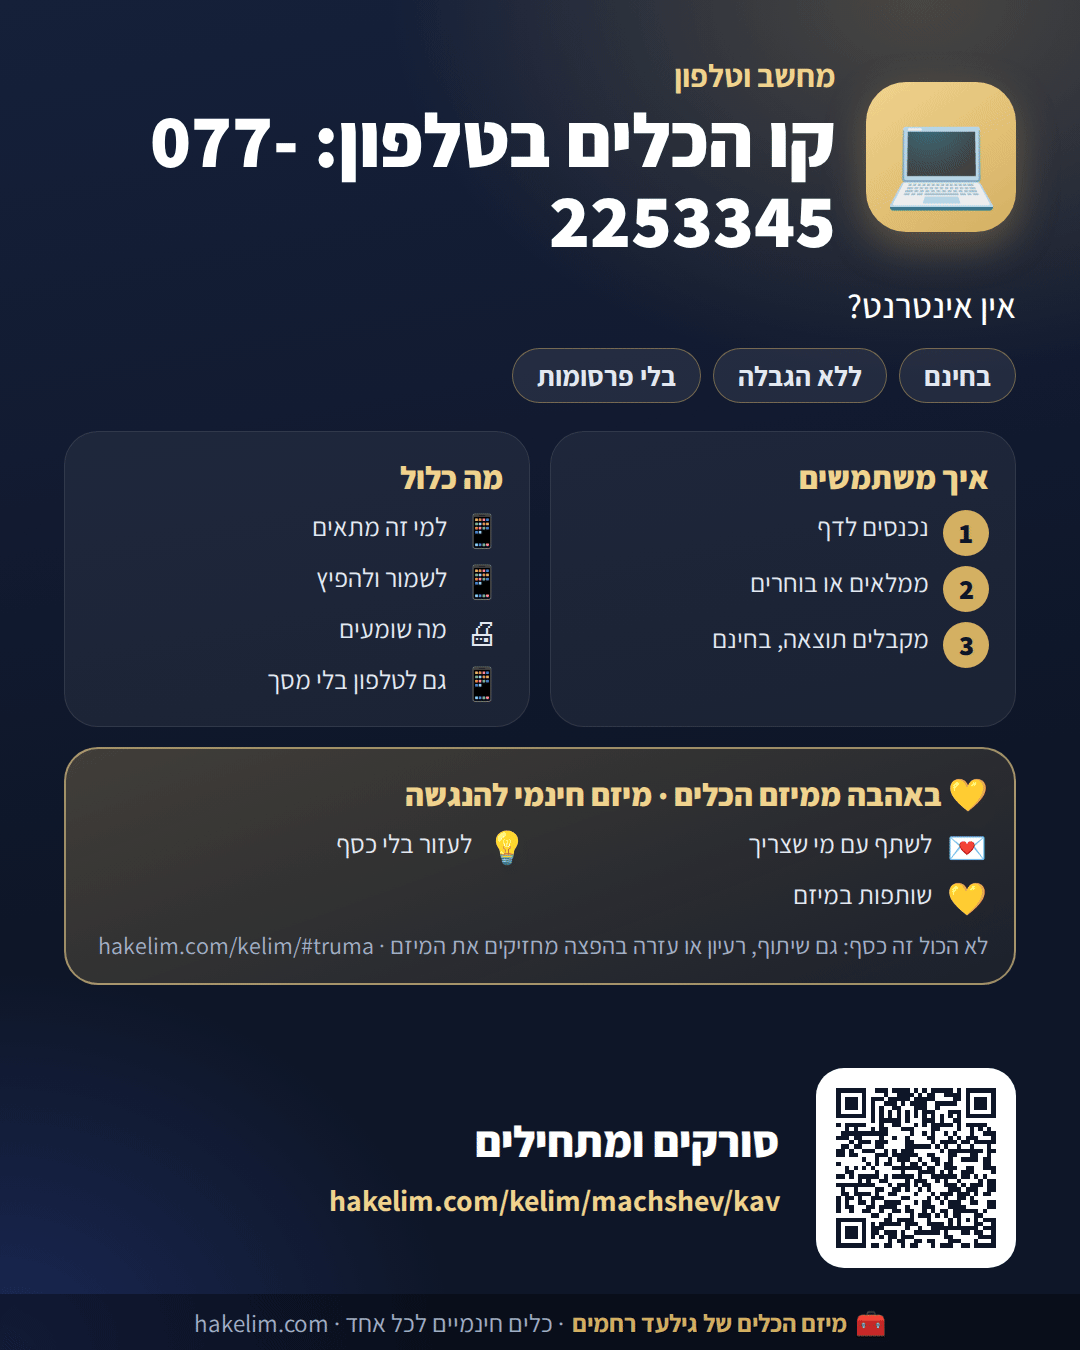 מחשב וטלפון
קו הכלים בטלפון: 077-
2253345
אין אינטרנט?
בחינם
ללא הגבלה
בלי פרסומות
איך משתמשים
1 נכנסים לדף
2 ממלאים או בוחרים
3 מקבלים תוצאה, בחינם
מה כלול
למי זה מתאים
לשמור ולהפיץ
מה שומעים
גם לטלפון בלי מסך
באהבה ממיזם הכלים · מיזם חינמי להנגשה
לשתף עם מי שצריך
לעזור בלי כסף
שותפות במיזם
לא הכול זה כסף: גם שיתוף, רעיון או עזרה בהפצה מחזיקים את המיזם · hakelim.com/kelim/#truma
סורקים ומתחילים
hakelim.com/kelim/machshev/kav
מיזם הכלים של גילעד רחמים · כלים חינמיים לכל אחד · hakelim.com